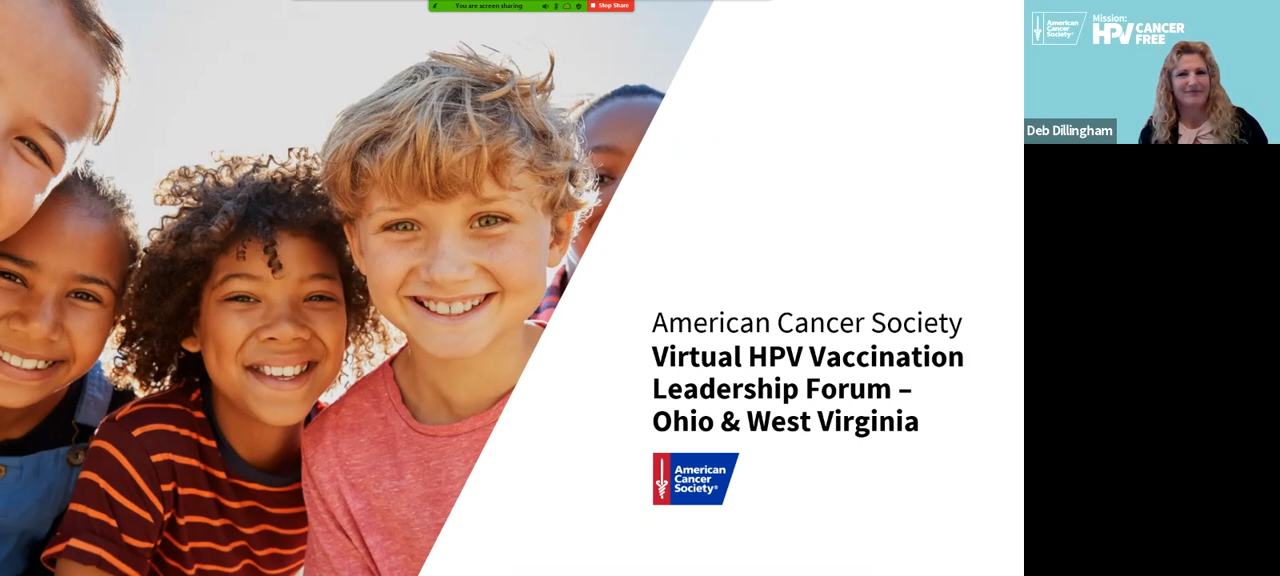 You are screen sharing
Stop Share
American Cancer Society
Virtual HPV Vaccination
Leadership Forum –
Ohio & West Virginia
American
Cancer
Society®
American
Cancer
Society®
Mission:
HPV CANCER
FREE
Deb Dillingham